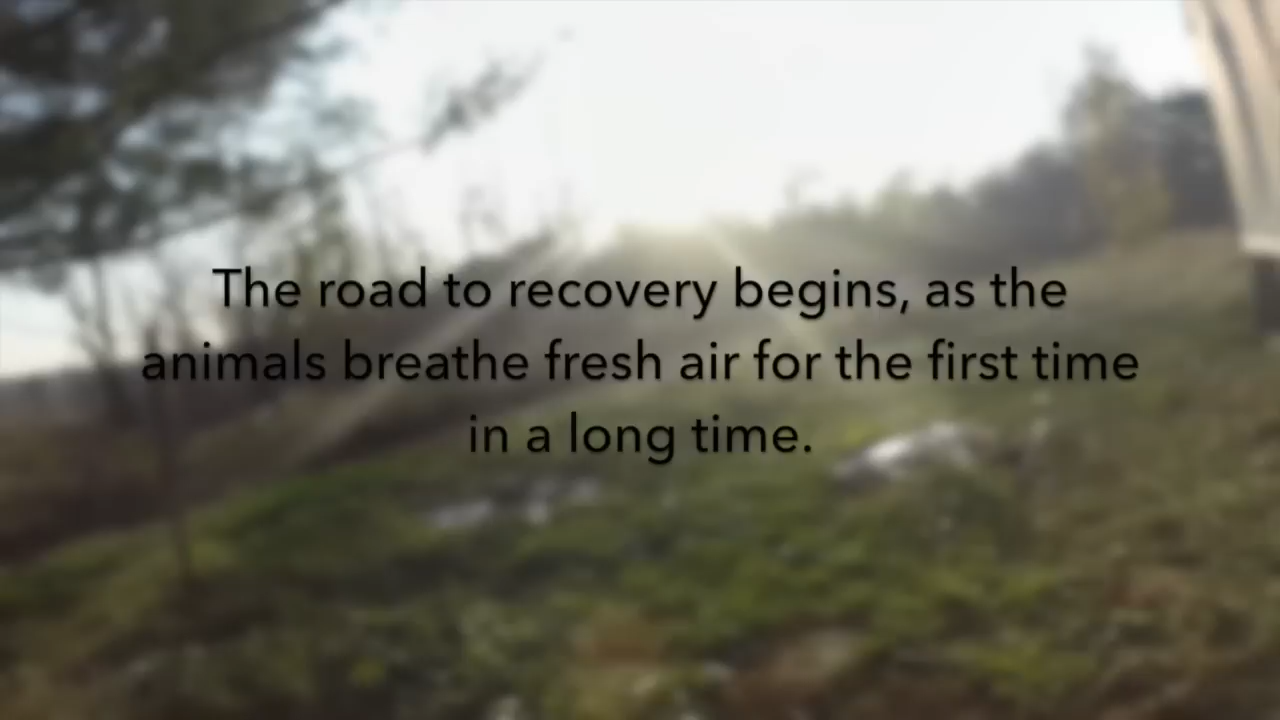 The road to recovery begins, as the
animals breathe fresh air for the first time
in a long time.